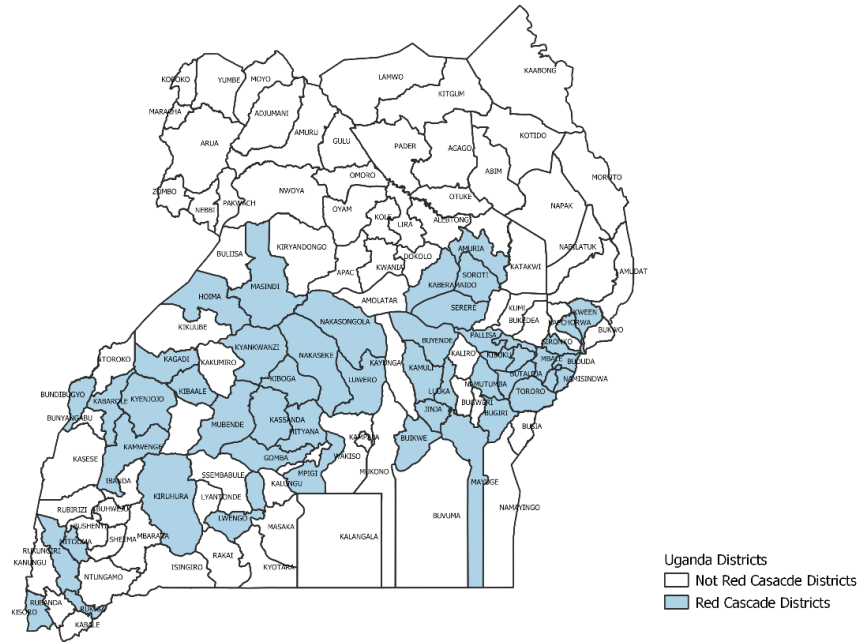 KAABONG
KOBOKO
YUMBE
MOYO
LAMWO
KITGUM
MARACHA
ADJUMANI
AMURU
GULU
KOTIDO
ARUA
PADER
AGAGO
ABIM
MOROTO
OMORO
ZOMBO
NEBBI
PAKWACH
NWOYA
OTUKE
OYAM
KOLE
LIRA
ALEBTONG
NAPAK
BULIISA
KIRYANDONGO
DOKOLO
AMURIA
NABILATUK
APAC
KWANIA
SOROTI
KATAKWI
AMUDAT
MASINDI
KABERAMAIDO
HOIMA
AMOLATAR
SERERE
KUMI
BUKEDEA
KWEEN
KAPCHORWA
BUKWO
NAKASONGOLA
KIKUUBE
KYANKWANZI
BUYENDE
PALLISA
SIRONKO
NTOROKO
KAGADI
KAKUMIRO
NAKASEKE
KAYUNGA
KALIRO
KIBUKU
MBALE
BUDUDA
KAMULI
BUTALEJA
NAMISINDWA
KIBOGA
LUWERO
NAMUTUMBA
BUNDIBUGYO
KABAROLE
KYENJOJO
KIBAALE
LUUKA
TORORO
BUGWERI
BUNYANGABU
JINJA
BUGIRI
MUBENDE
KASSANDA
MITYANA
KAMPALA
BUIKWE
BUSIA
KAMWENGE
KASESE
GOMBA
WAKISO
SSEMBABULE
MPIGI
MUKONO
IBANDA
KALUNGU
MAYUGE
KIRUHURA
LYANTONDE
RUBIRIZI
BUHWEJU
NAMAYINGO
LWENGO
BUVUMA
BUSHENYI
MASAKA
SHEEMA
MBARARA
KALANGALA
MITOOMA
RUKUNGIRI
KANUNGU
RAKAI
ISINGIRO
KYOTARA
NTUNGAMO
RUBANDA
KISORO
KABALE
Uganda Districts
Not Red Casacde Districts
Red Cascade Districts